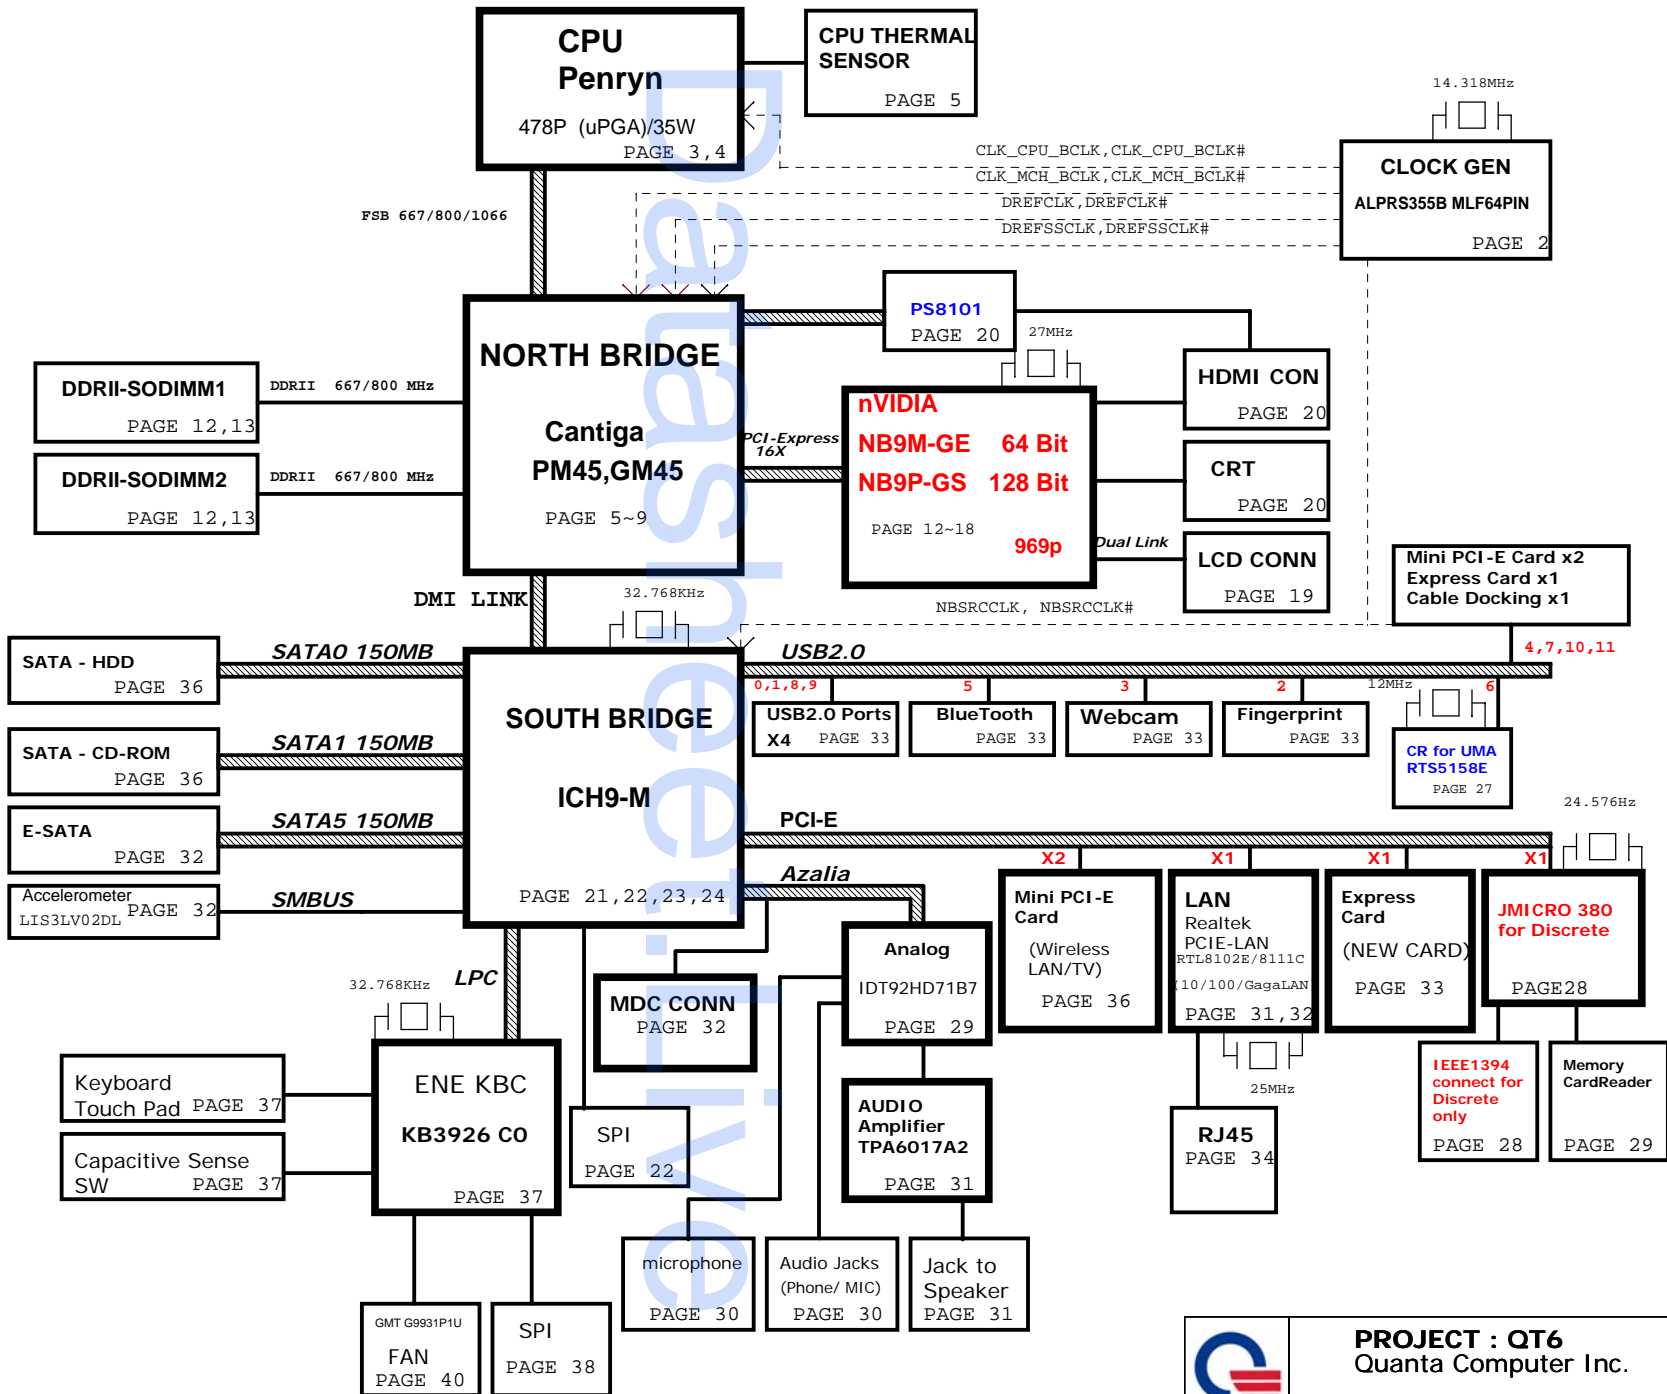 CPU
Penryn
478P (uPGA)/35W
PAGE 3,4
CPU THERMAL
SENSOR
PAGE 5
14.318MHz
CLOCK GEN
ALPRS355B MLF64PIN
PAGE 2
CLK_CPU_BCLK,CLK_CPU_BCLK#
CLK_MCH_BCLK,CLK_MCH_BCLK#
DREFCLK,DREFCLK#
DREFSSCLK,DREFSSCLK#
FSB 667/800/1066
NORTH BRIDGE
Cantiga
PM45,GM45
PAGE 5~9
DDRII-SODIMM1
PAGE 12,13
DDRII 667/800 MHz
DDRII-SODIMM2
PAGE 12,13
DDRII 667/800 MHz
PS8101
PAGE 20
27MHz
PCI-Express
16X
nVIDIA
NB9M-GE 64 Bit
NB9P-GS 128 Bit
PAGE 12~18
969p
HDMI CON
PAGE 20
CRT
PAGE 20
Dual Link
LCD CONN
PAGE 19
Mini PCI-E Card x2
Express Card x1
Cable Docking x1
4,7,10,11
NBSRCCLK, NBSRCCLK#
DMI LINK
32.768KHz
SATA - HDD
PAGE 36
SATA0 150MB
SATA - CD-ROM
PAGE 36
SATA1 150MB
E-SATA
PAGE 32
SATA5 150MB
Accelerometer
LIS3LV02DL
PAGE 32
SMBUS
SOUTH BRIDGE
ICH9-M
PAGE 21,22,23,24
USB2.0
0,1,8,9
USB2.0 Ports
X4 PAGE 33
5
BlueTooth
PAGE 33
3
Webcam
PAGE 33
2
Fingerprint
PAGE 33
12MHz
6
CR for UMA
RTS5158E
PAGE 27
PCI-E
24.576Hz
X2
Mini PCI-E
Card
(Wireless
LAN/TV)
PAGE 36
X1
LAN
Realtek
PCIE-LAN
RTL8102E/8111C
(10/100/GagaLAN
PAGE 31,32
25MHz
RJ45
PAGE 34
X1
Express
Card
(NEW CARD)
PAGE 33
X1
JMICRO 380
for Discrete
PAGE28
IEEE1394
connect for
Discrete
only
PAGE 28
Memory
CardReader
PAGE 29
Azalia
MDC CONN
PAGE 32
Analog
IDT92HD71B7
PAGE 29
AUDIO
Amplifier
TPA6017A2
PAGE 31
LPC
32.768KHz
ENE KBC
KB3926 C0
PAGE 37
Keyboard
Touch Pad PAGE 37
Capacitive Sense
SW PAGE 37
SPI
PAGE 22
microphone
PAGE 30
Audio Jacks
(Phone/ MIC)
PAGE 30
Jack to
Speaker
PAGE 31
GMT G9931P1U
FAN
PAGE 40
SPI
PAGE 38
PROJECT : QT6
Quanta Computer Inc.
Datasheet.Live